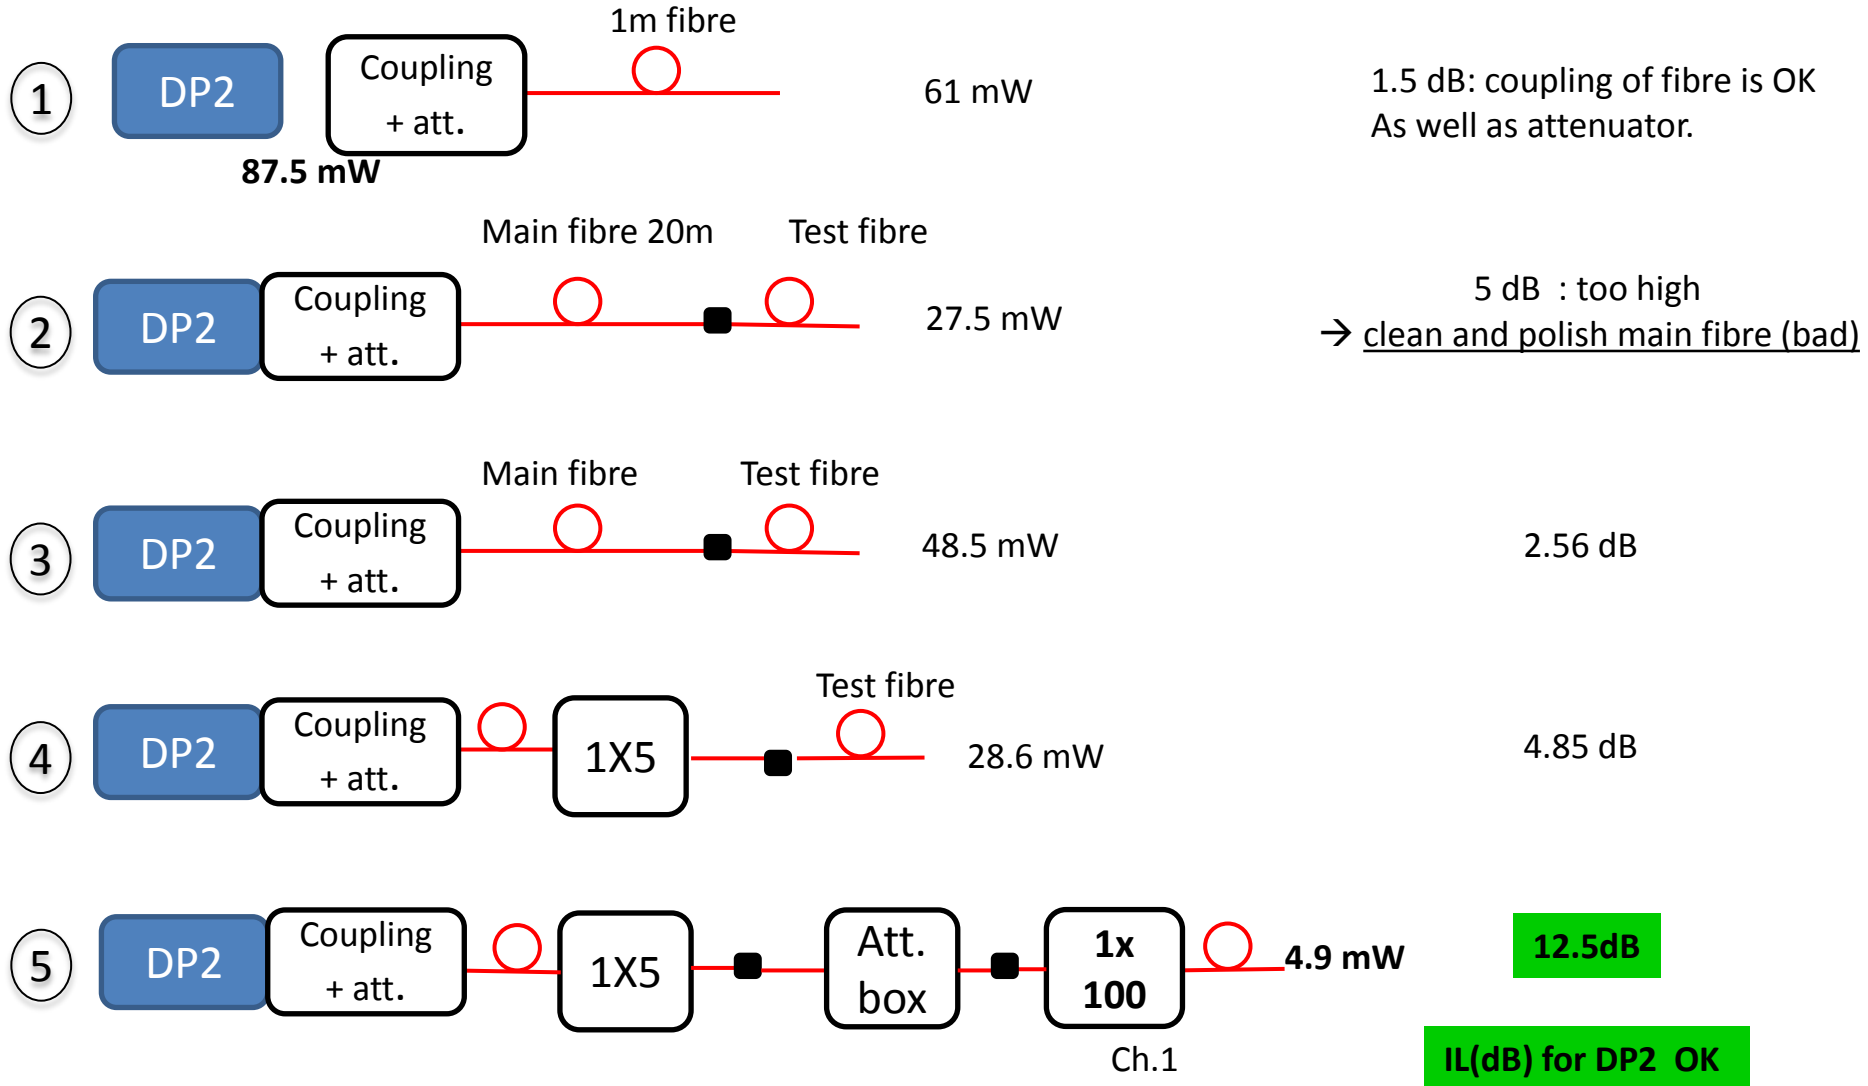 1m fibre
1
DP2
Coupling
+ att.
87.5 mW
61 mW
1.5 dB: coupling of fibre is OK
As well as attenuator.
Main fibre 20m
Test fibre
2
DP2
Coupling
+ att.
27.5 mW
5 dB : too high
→ clean and polish main fibre (bad)
Main fibre
Test fibre
3
DP2
Coupling
+ att.
48.5 mW
2.56 dB
Test fibre
4
DP2
Coupling
+ att.
1X5
28.6 mW
4.85 dB
5
DP2
Coupling
+ att.
1X5
Att.
box
1x
100
Ch.1
4.9 mW
12.5dB
IL(dB) for DP2 OK